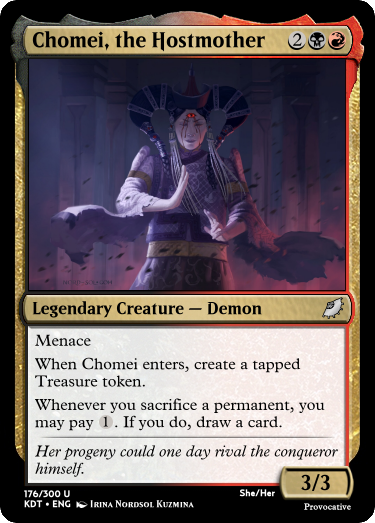 Chomei, the Hostmother 2
Legendary Creature — Demon
Menace
When Chomei enters, create a tapped
Treasure token.
Whenever you sacrifice a permanent, you
may pay 1. If you do, draw a card.
Her progeny could one day rival the conqueror
himself.
3/3
176/300 U
She/Her
Provocative
KDT • ENG Irina Nordsol Kuzmina